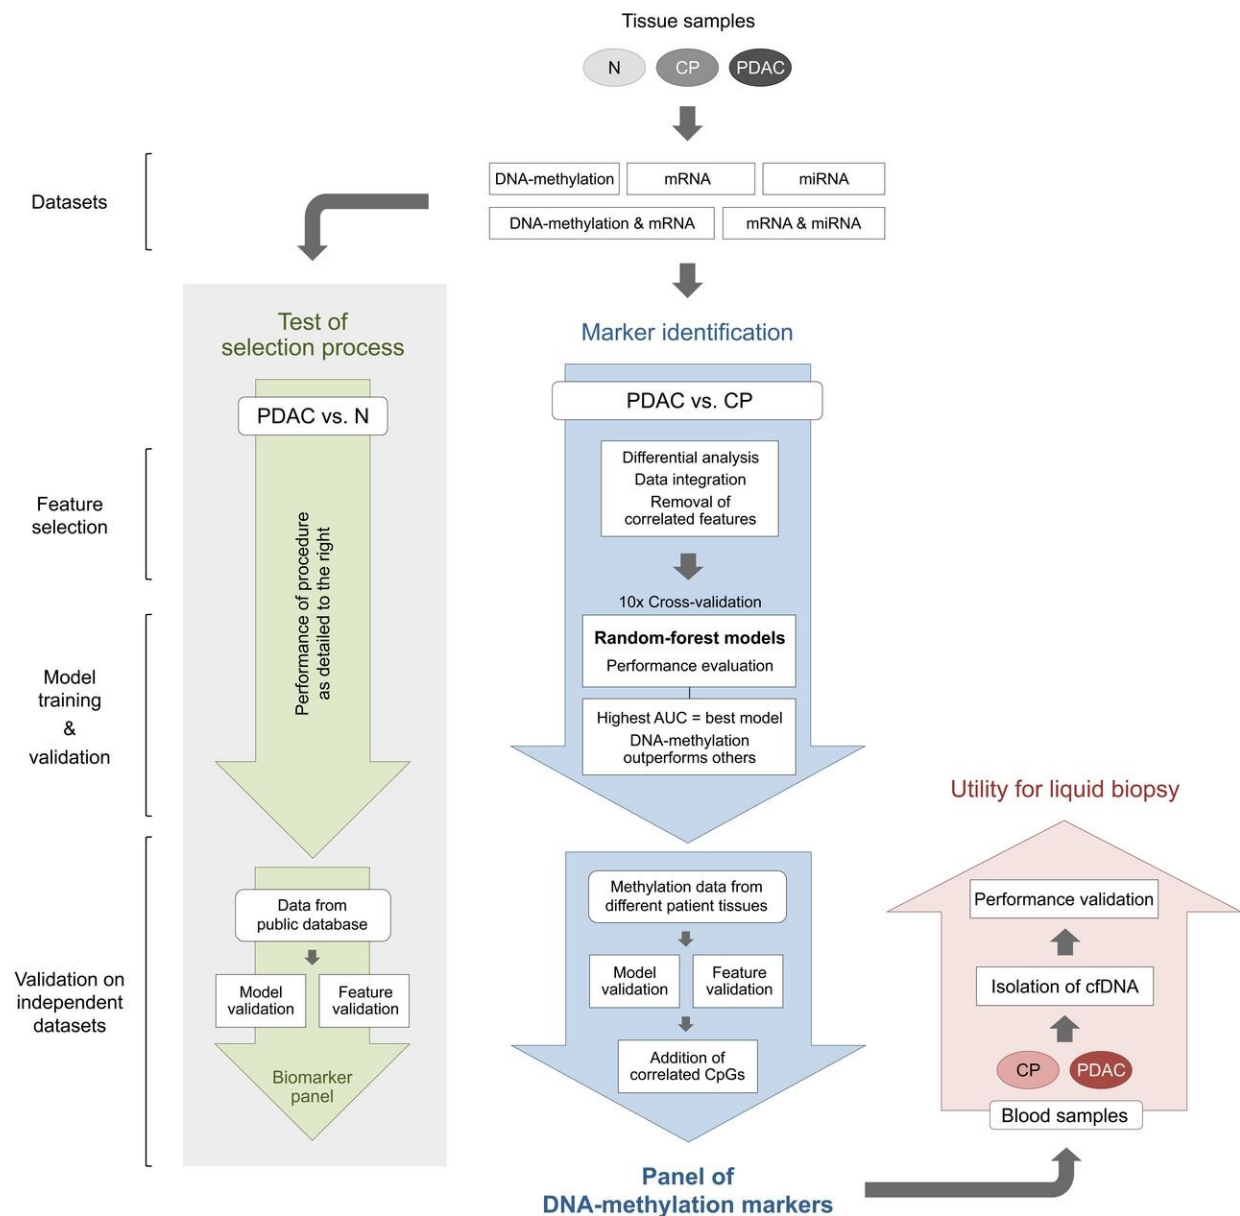 Tissue samples
N CP PDAC
Datasets
DNA-methylation mRNA miRNA
DNA-methylation & mRNA mRNA & miRNA
Test of
selection process
PDAC vs. N
Performance of procedure
as detailed to the right
Data from
public database
Model
validation
Feature
validation
Biomarker
panel
Marker identification
PDAC vs. CP
Feature
selection
Differential analysis
Data integration
Removal of
correlated features
10x Cross-validation
Model
training
&
validation
Random-forest models
Performance evaluation
Highest AUC = best model
DNA-methylation
outperforms others
Validation on
independent
datasets
Methylation data from
different patient tissues
Model
validation
Feature
validation
Addition of
correlated CpGs
Panel of
DNA-methylation markers
Utility for liquid biopsy
Performance validation
Isolation of cfDNA
CP PDAC
Blood samples